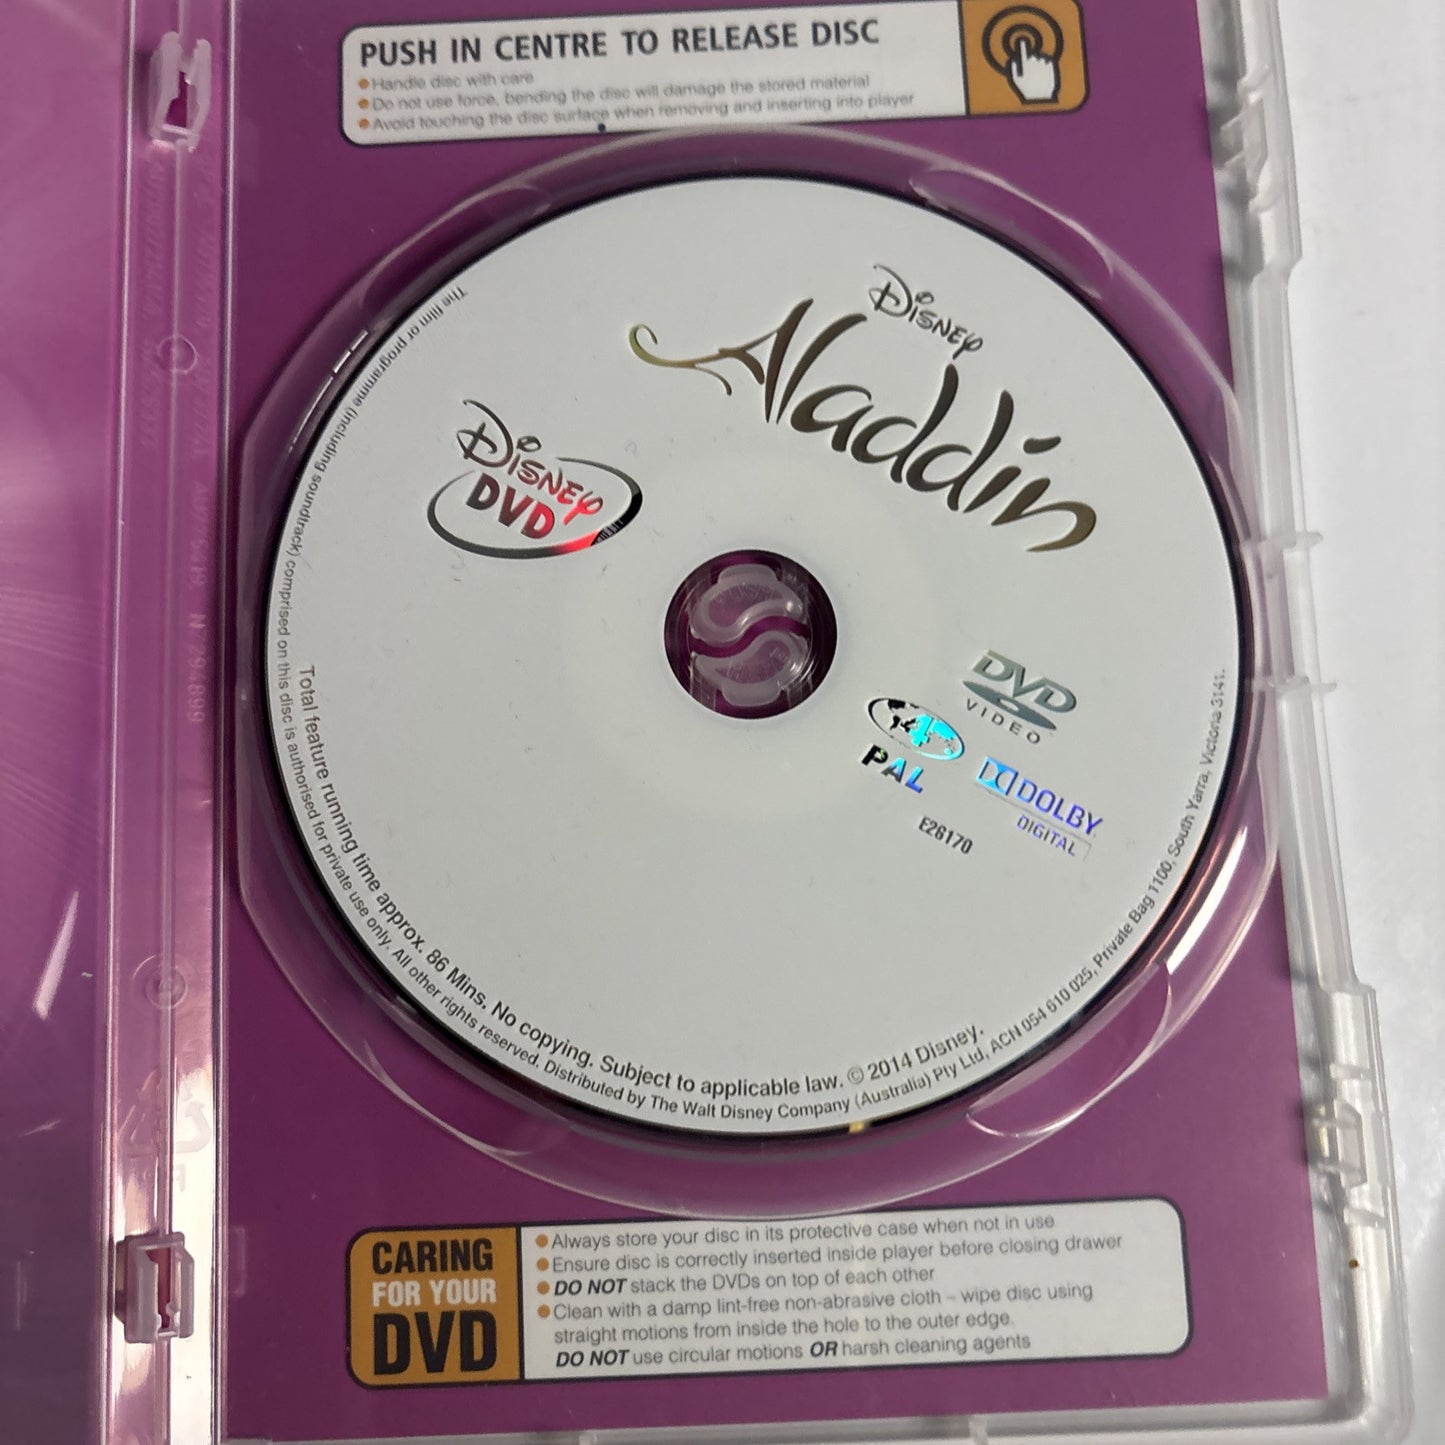 PUSH IN CENTRE TO RELEASE DISC
Handle disc with care
Do not use force, bending the disc will damage the stored material
Avoid touching the disc surface when removing and inserting into player
Disney
Aladdin
Disney
DVD
DVD
VIDEO
4
PAL
DOLBY
DIGITAL
E26170
Total feature running time approx. 86 Mins. No copying. Subject to applicable law. © 2014 Disney.
The film or programme (including soundtrack) comprised on this disc is authorised for private use only. All other rights reserved. Distributed by The Walt Disney Company (Australia) Pty Ltd, ACN 054 610 025, Private Bag 1100, South Yarra, Victoria 3141.
CARING
FOR YOUR
DVD
Always store your disc in its protective case when not in use
Ensure disc is correctly inserted inside player before closing drawer
DO NOT stack the DVDs on top of each other
Clean with a damp lint-free non-abrasive cloth – wipe disc using
straight motions from inside the hole to the outer edge.
DO NOT use circular motions OR harsh cleaning agents